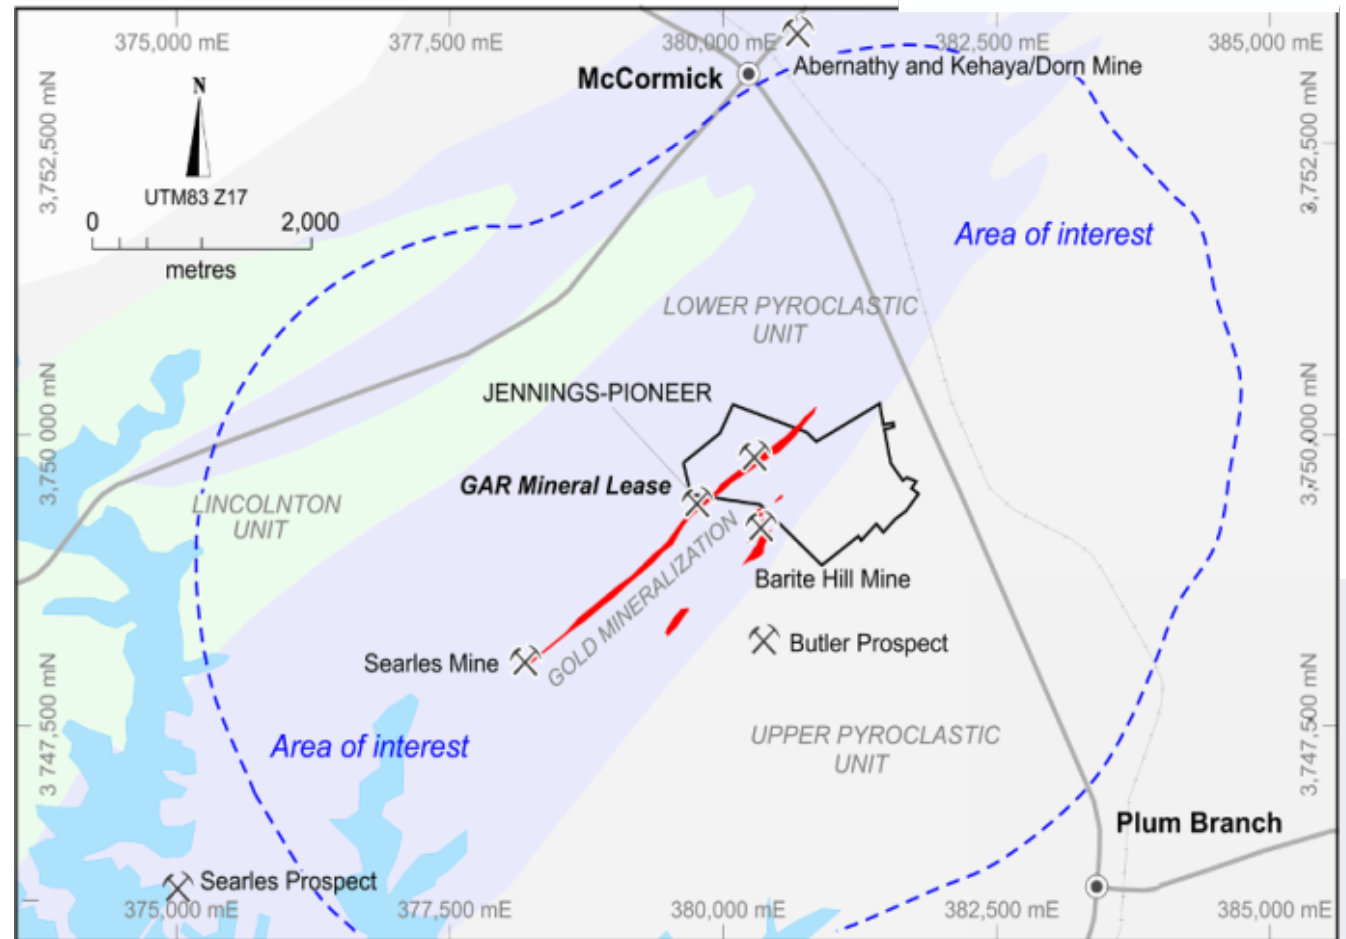 375,000 mE
377,500 mE
380,000 mE
382,500 mE
385,000 mE
McCormick
Abernathy and Kehaya/Dorn Mine
N
UTM83 Z17
0
2,000
metres
3,752,500 mN
3,752,500 mN
Area of interest
LOWER PYROCLASTIC
UNIT
JENNINGS-PIONEER
3,750 000 mN
3,750,000 mN
GAR Mineral Lease
LINCOLNTON
UNIT
GOLD MINERALIZATION
Barite Hill Mine
Butler Prospect
Searles Mine
3 747,500 mN
3,747,500 mN
Area of interest
UPPER PYROCLASTIC
UNIT
Plum Branch
Searles Prospect
375,000 mE
377,500 mE
380,000 mE
382,500 mE
385,000 mE